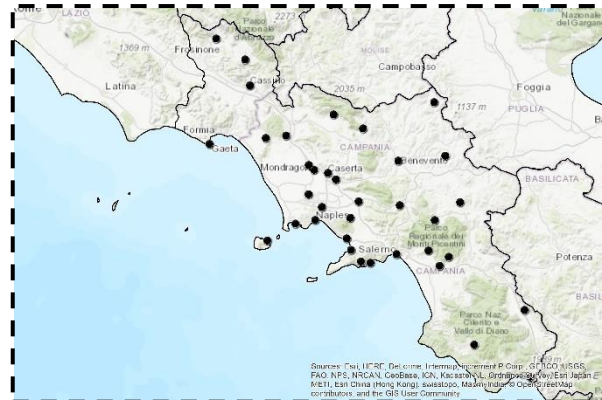 LAZIO
2273
Parco
Nazionale
d'Abruzzo
1369 m
Frosinone
MOLISE
Campobasso
Nazionale
del Gargano
Latina
Cassino
2035 m
1137 m
Foggia
PUGLIA
Formia
Gaeta
CAMPANIA
Mondragone
Caserta
Benevento
BASILICATA
Naples
Parco
Regionale dei
Monti Picentini
Salerno
CAMPANIA
Potenza
BASIL
Parco Naz
Cilento e
Vallo di Diano
Sources: Esri, HERE, DeLorme, Intermap, increment P Corp., GEBCO, USGS,
FAO, NPS, NRCAN, GeoBase, IGN, Kadaster NL, Ordnance Survey, Esri Japan,
METI, Esri China (Hong Kong), swisstopo, MapmyIndia, © OpenStreetMap
contributors, and the GIS User Community